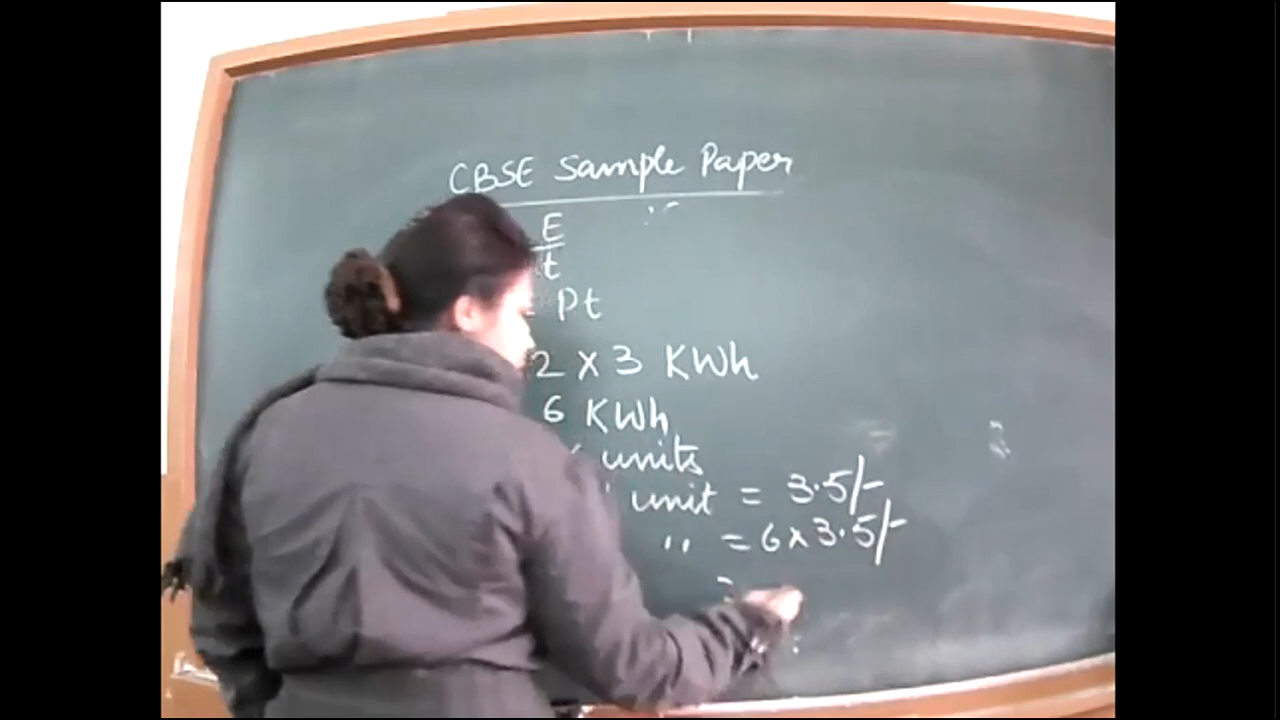 CBSE Sample Paper
E
t
Pt
2 x 3 KWh
6 KWh
units
unit = 3.5/-
" = 6 x 3.5/-